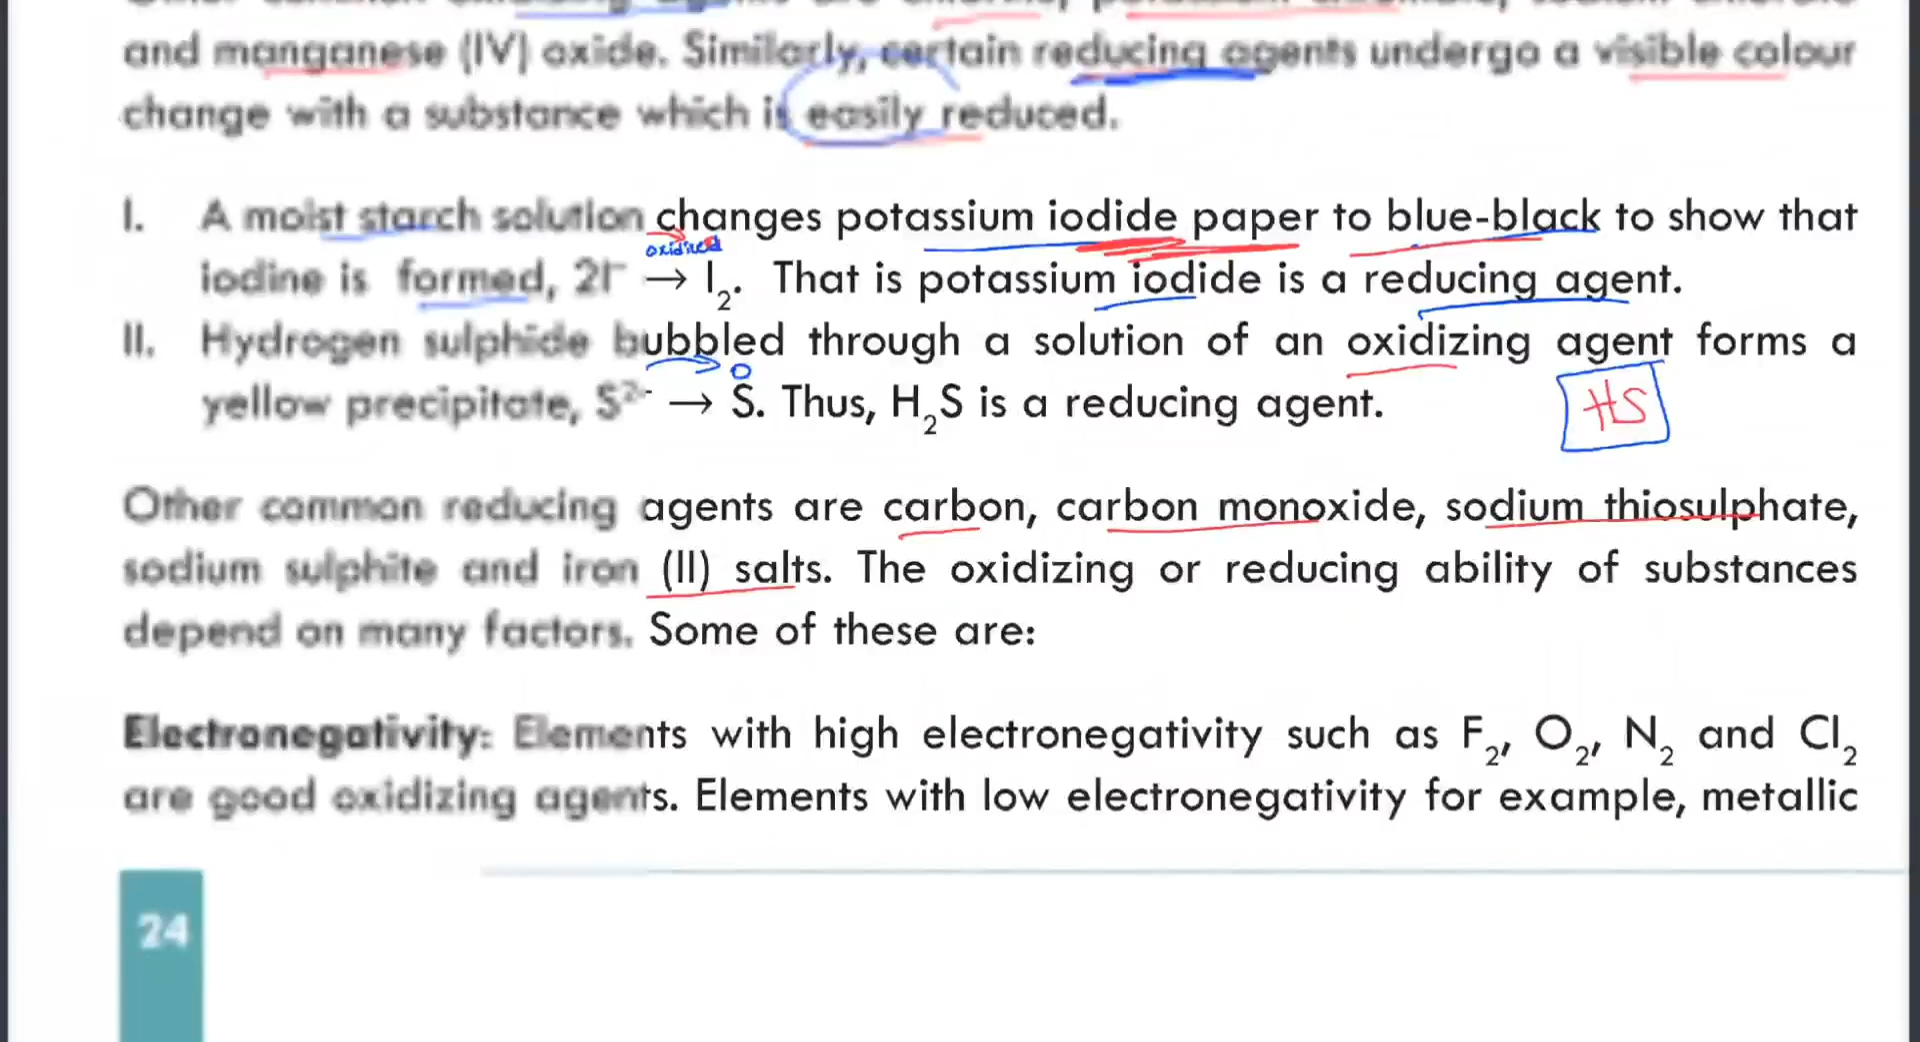 and manganese (IV) oxide. Similarly, certain reducing agents undergo a visible colour
change with a substance which is easily reduced.
I. A moist starch solution changes potassium iodide paper to blue-black to show that
oxidized
iodine is formed, 2I⁻ → I₂. That is potassium iodide is a reducing agent.
II. Hydrogen sulphide bubbled through a solution of an oxidizing agent forms a
0
yellow precipitate, S²⁻ → S. Thus, H₂S is a reducing agent.
HS
Other common reducing agents are carbon, carbon monoxide, sodium thiosulphate,
sodium sulphite and iron (II) salts. The oxidizing or reducing ability of substances
depend on many factors. Some of these are:
Electronegativity: Elements with high electronegativity such as F₂, O₂, N₂ and Cl₂
are good oxidizing agents. Elements with low electronegativity for example, metallic
24